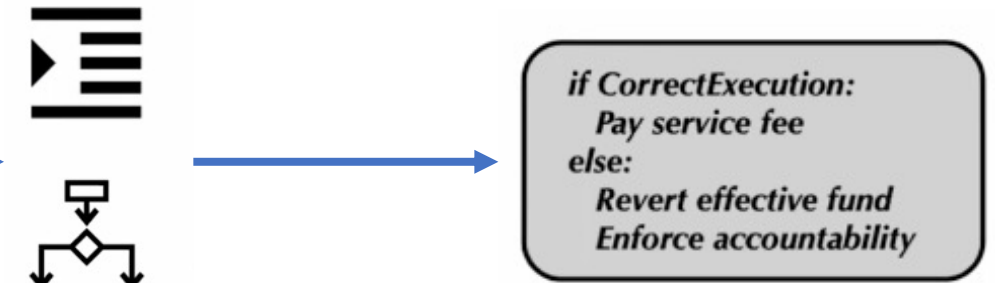 if CorrectExecution:
Pay service fee
else:
Revert effective fund
Enforce accountability